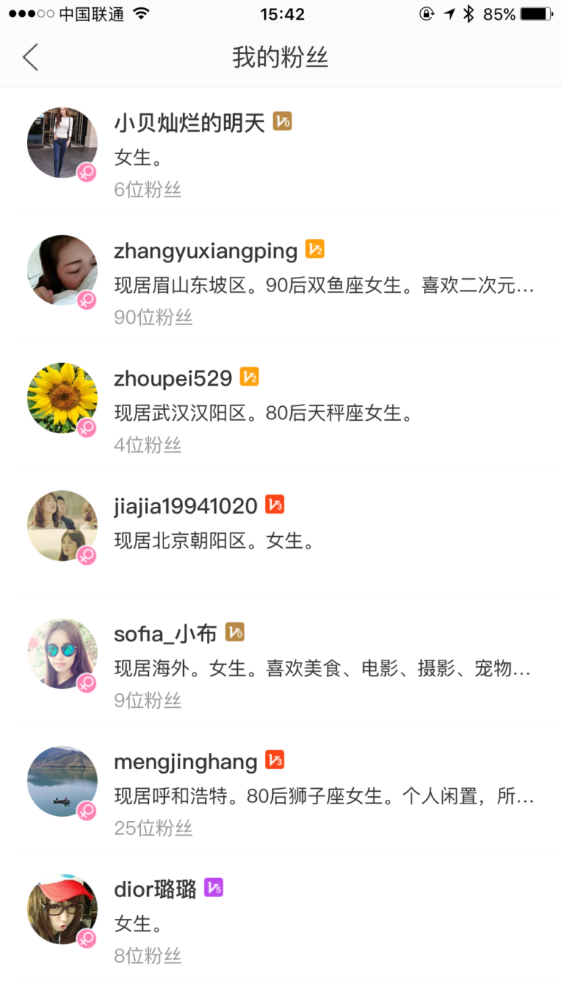 中国联通 15:42 85%
我的粉丝
小贝灿烂的明天 V0
女生。
6位粉丝
zhangyuxiangping V2
现居眉山东坡区。90后双鱼座女生。喜欢二次元...
90位粉丝
zhoupei529 V2
现居武汉汉阳区。80后天秤座女生。
4位粉丝
jiajia19941020 V3
现居北京朝阳区。女生。
sofia_小布 V0
现居海外。女生。喜欢美食、电影、摄影、宠物...
9位粉丝
mengjinghang V3
现居呼和浩特。80后狮子座女生。个人闲置，所...
25位粉丝
dior璐璐 V5
女生。
8位粉丝